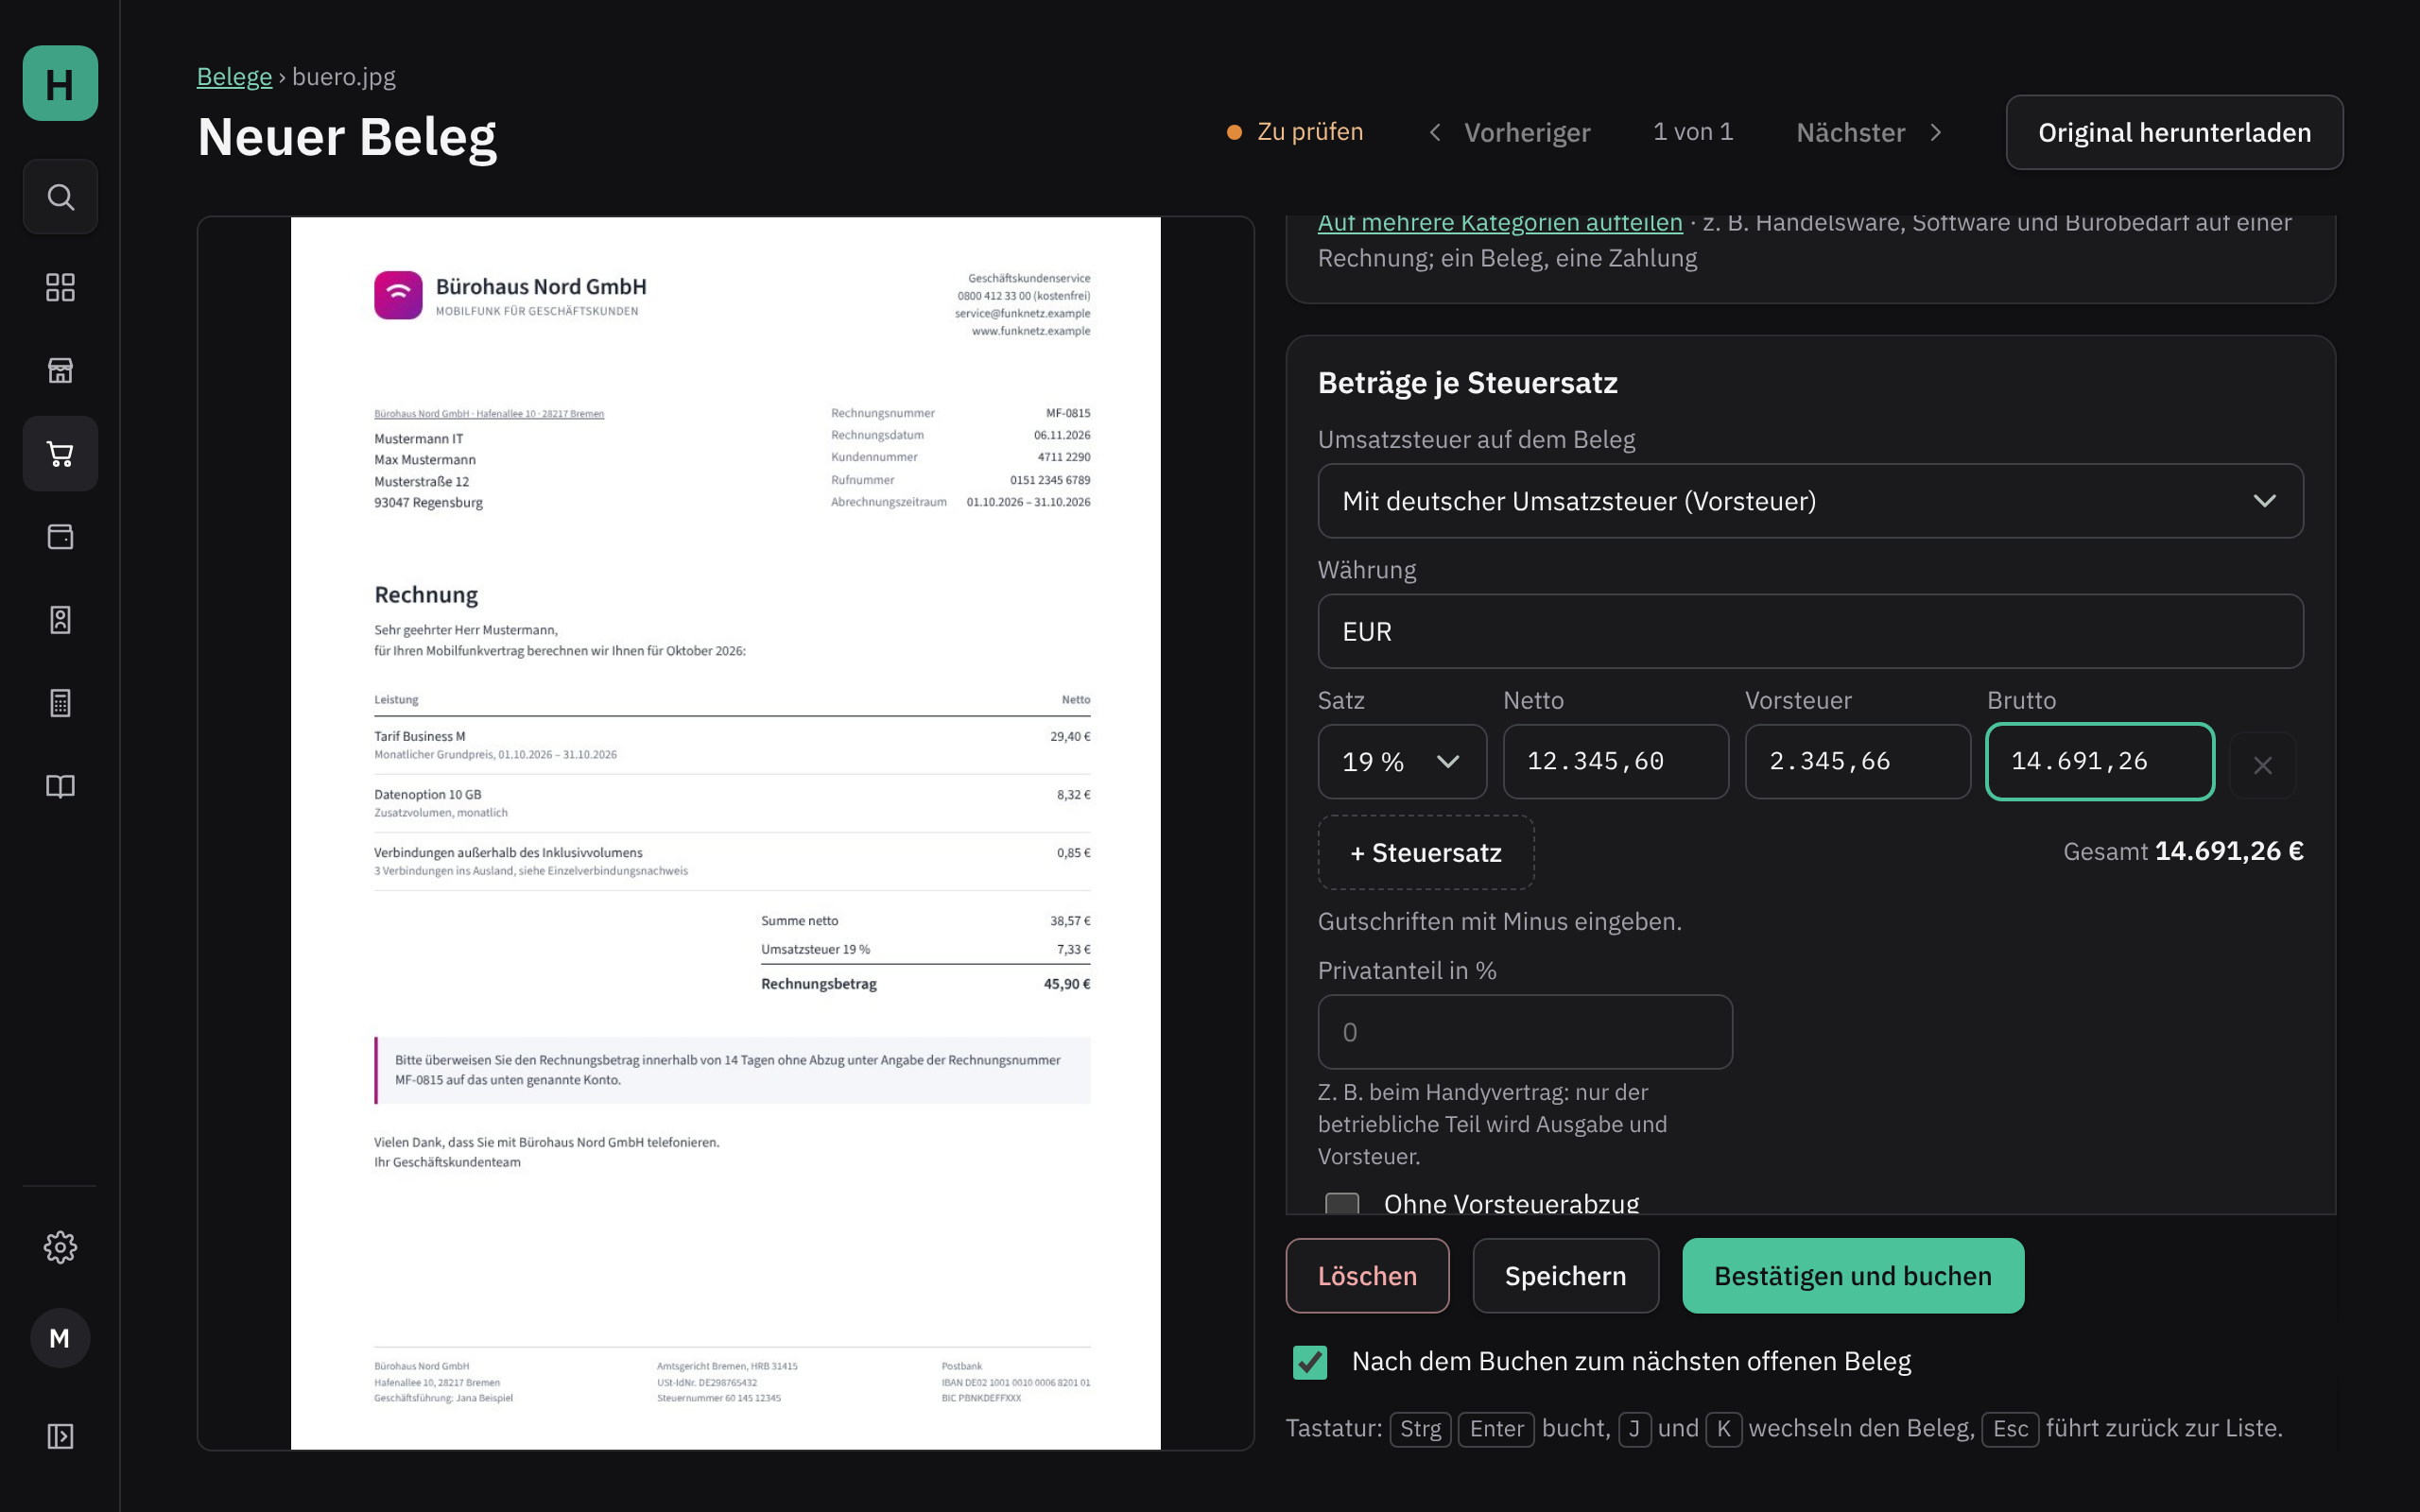 H
Belege › buero.jpg
Neuer Beleg
Zu prüfen
Vorheriger
1 von 1
Nächster
Original herunterladen
Bürohaus Nord GmbH
MOBILFUNK FÜR GESCHÄFTSKUNDEN
Geschäftskundenservice
0800 412 33 00 (kostenfrei)
service@funknetz.example
www.funknetz.example
Bürohaus Nord GmbH · Hafenallee 10 · 28217 Bremen
Mustermann IT
Max Mustermann
Musterstraße 12
93047 Regensburg
Rechnungsnummer MF-0815
Rechnungsdatum 06.11.2026
Kundennummer 4711 2290
Rufnummer 0151 2345 6789
Abrechnungszeitraum 01.10.2026 – 31.10.2026
Rechnung
Sehr geehrter Herr Mustermann,
für Ihren Mobilfunkvertrag berechnen wir Ihnen für Oktober 2026:
Leistung Netto
Tarif Business M 29,40 €
Monatlicher Grundpreis, 01.10.2026 – 31.10.2026
Datenoption 10 GB 8,32 €
Zusatzvolumen, monatlich
Verbindungen außerhalb des Inklusivvolumens 0,85 €
3 Verbindungen ins Ausland, siehe Einzelverbindungsnachweis
Summe netto 38,57 €
Umsatzsteuer 19 % 7,33 €
Rechnungsbetrag 45,90 €
Bitte überweisen Sie den Rechnungsbetrag innerhalb von 14 Tagen ohne Abzug unter Angabe der Rechnungsnummer
MF-0815 auf das unten genannte Konto.
Vielen Dank, dass Sie mit Bürohaus Nord GmbH telefonieren.
Ihr Geschäftskundenteam
Bürohaus Nord GmbH
Hafenallee 10, 28217 Bremen
Geschäftsführung: Jana Beispiel
Amtsgericht Bremen, HRB 31415
USt-IdNr. DE298765432
Steuernummer 60 145 12345
Postbank
IBAN DE02 1001 0010 0006 8201 01
BIC PBNKDEFFXXX
Auf mehrere Kategorien aufteilen · z. B. Handelsware, Software und Bürobedarf auf einer
Rechnung; ein Beleg, eine Zahlung
Beträge je Steuersatz
Umsatzsteuer auf dem Beleg
Mit deutscher Umsatzsteuer (Vorsteuer)
Währung
EUR
Satz Netto Vorsteuer Brutto
19 % 12.345,60 2.345,66 14.691,26
+ Steuersatz
Gesamt 14.691,26 €
Gutschriften mit Minus eingeben.
Privatanteil in %
0
Z. B. beim Handyvertrag: nur der
betriebliche Teil wird Ausgabe und
Vorsteuer.
Ohne Vorsteuerabzug
Löschen
Speichern
Bestätigen und buchen
Nach dem Buchen zum nächsten offenen Beleg
Tastatur: Strg Enter bucht, J und K wechseln den Beleg, Esc führt zurück zur Liste.
M